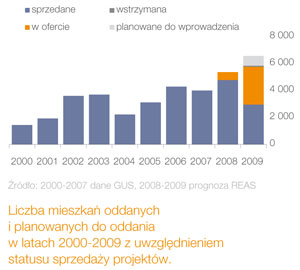 sprzedane wstrzymana
w ofercie planowane do wprowadzenia
8 000
6 000
4 000
2 000
0
2000 2001 2002 2003 2004 2005 2006 2007 2008 2009
Źródło: 2000-2007 dane GUS, 2008-2009 prognoza REAS
Liczba mieszkań oddanych
i planowanych do oddania
w latach 2000-2009 z uwzględnieniem
statusu sprzedaży projektów.